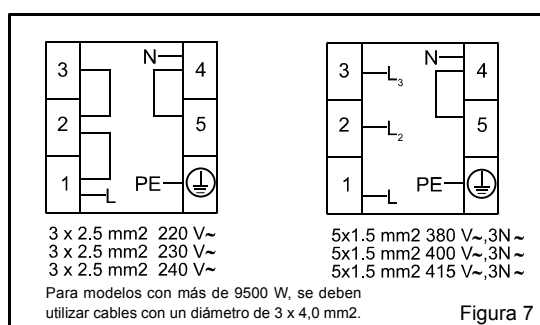 3
2
1
L
N
4
5
PE
3 x 2.5 mm2 220 V~
3 x 2.5 mm2 230 V~
3 x 2.5 mm2 240 V~
Para modelos con más de 9500 W, se deben
utilizar cables con un diámetro de 3 x 4,0 mm2.
3
L3
2
L2
1
L
N
4
5
PE
5x1.5 mm2 380 V~,3N~
5x1.5 mm2 400 V~,3N~
5x1.5 mm2 415 V~,3N~
Figura 7